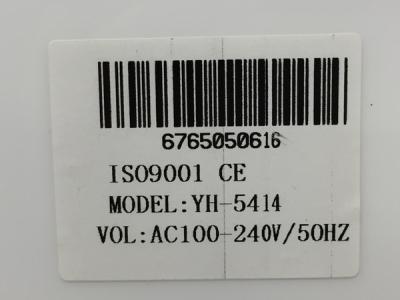 6765050616
ISO9001 CE
MODEL:YH-5414
VOL:AC100-240V/50HZ